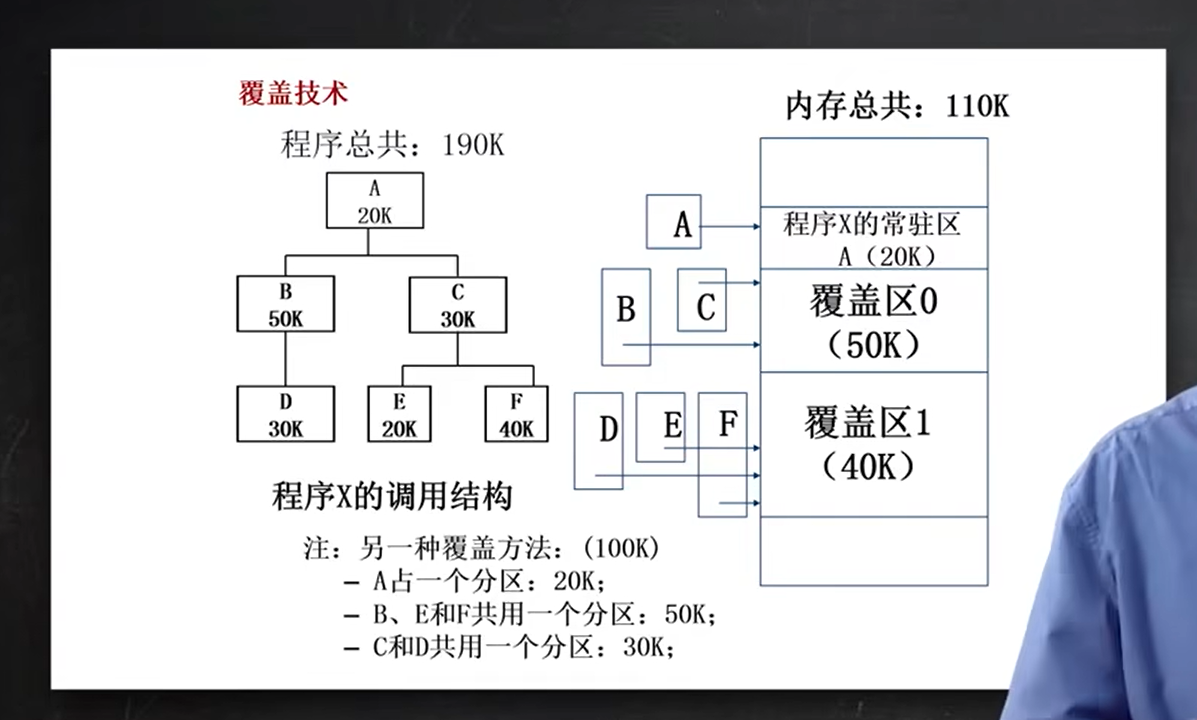 覆盖技术
程序总共：190K
A
20K
B
50K
C
30K
D
30K
E
20K
F
40K
程序X的调用结构
注：另一种覆盖方法：(100K)
– A占一个分区：20K；
– B、E和F共用一个分区：50K；
– C和D共用一个分区：30K；
内存总共：110K
A
B
C
D
E
F
程序X的常驻区
A（20K）
覆盖区0
（50K）
覆盖区1
（40K）